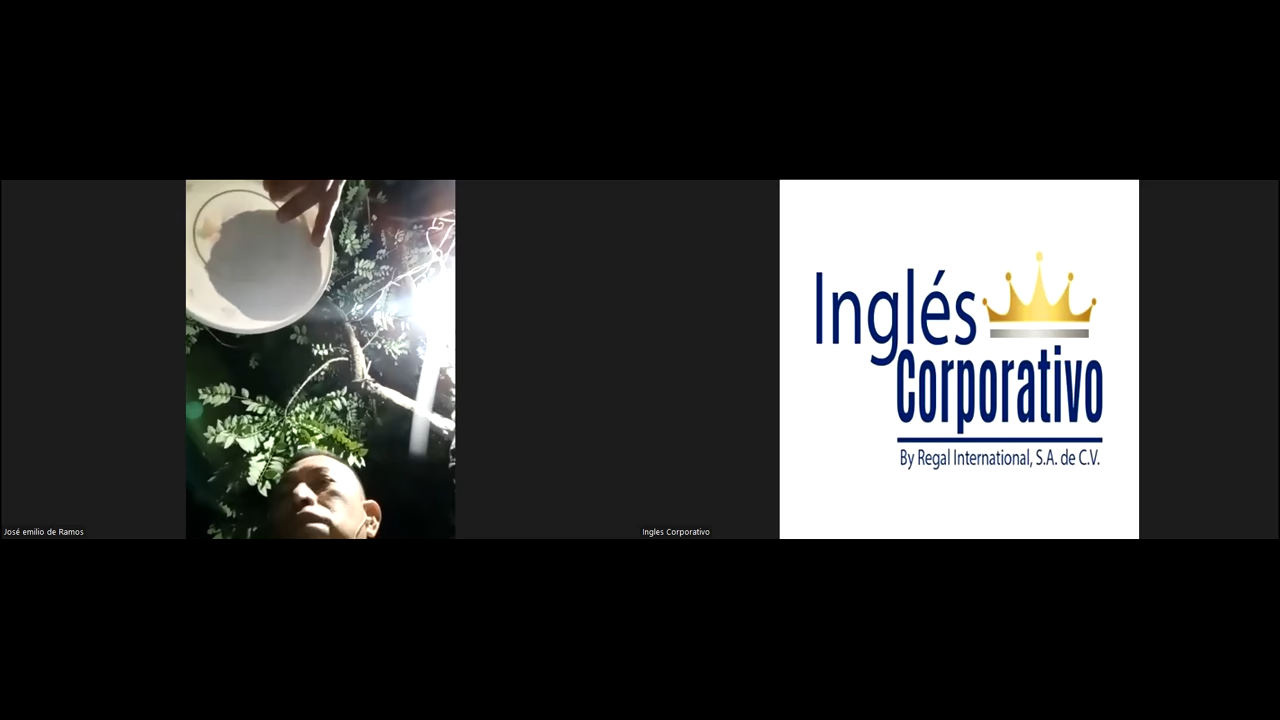 Inglés
Corporativo
By Regal International, S.A. de C.V.
José emilio de Ramos
Ingles Corporativo